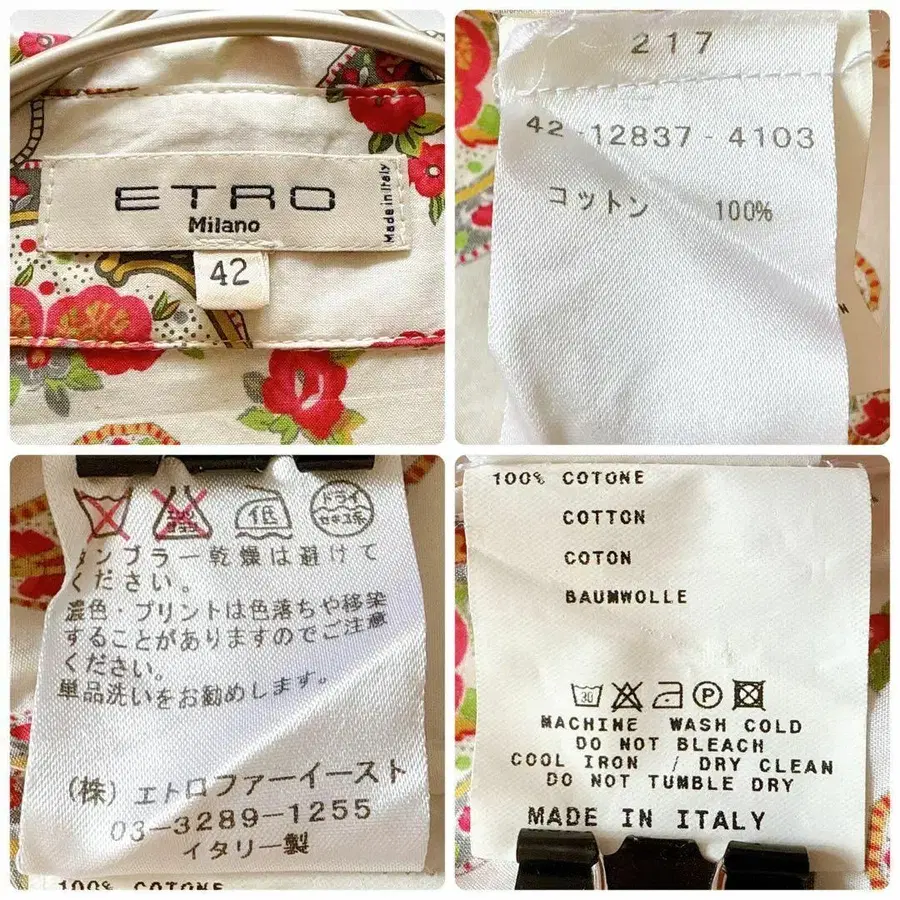 ETRO
Milano
Made in Italy
42
217
42-12837-4103
コットン 100%
エンソ
サラシ
低
ドライ
セキユ系
タンブラー乾燥は避けて
ください。
濃色・プリントは色落ちや移染
することがありますのでご注意
ください。
単品洗いをお勧めします。
(株)エトロファーイースト
03-3289-1255
イタリー製
100% COTONE
100% COTONE
COTTON
COTON
BAUMWOLLE
30
P
MACHINE WASH COLD
DO NOT BLEACH
COOL IRON / DRY CLEAN
DO NOT TUMBLE DRY
MADE IN ITALY